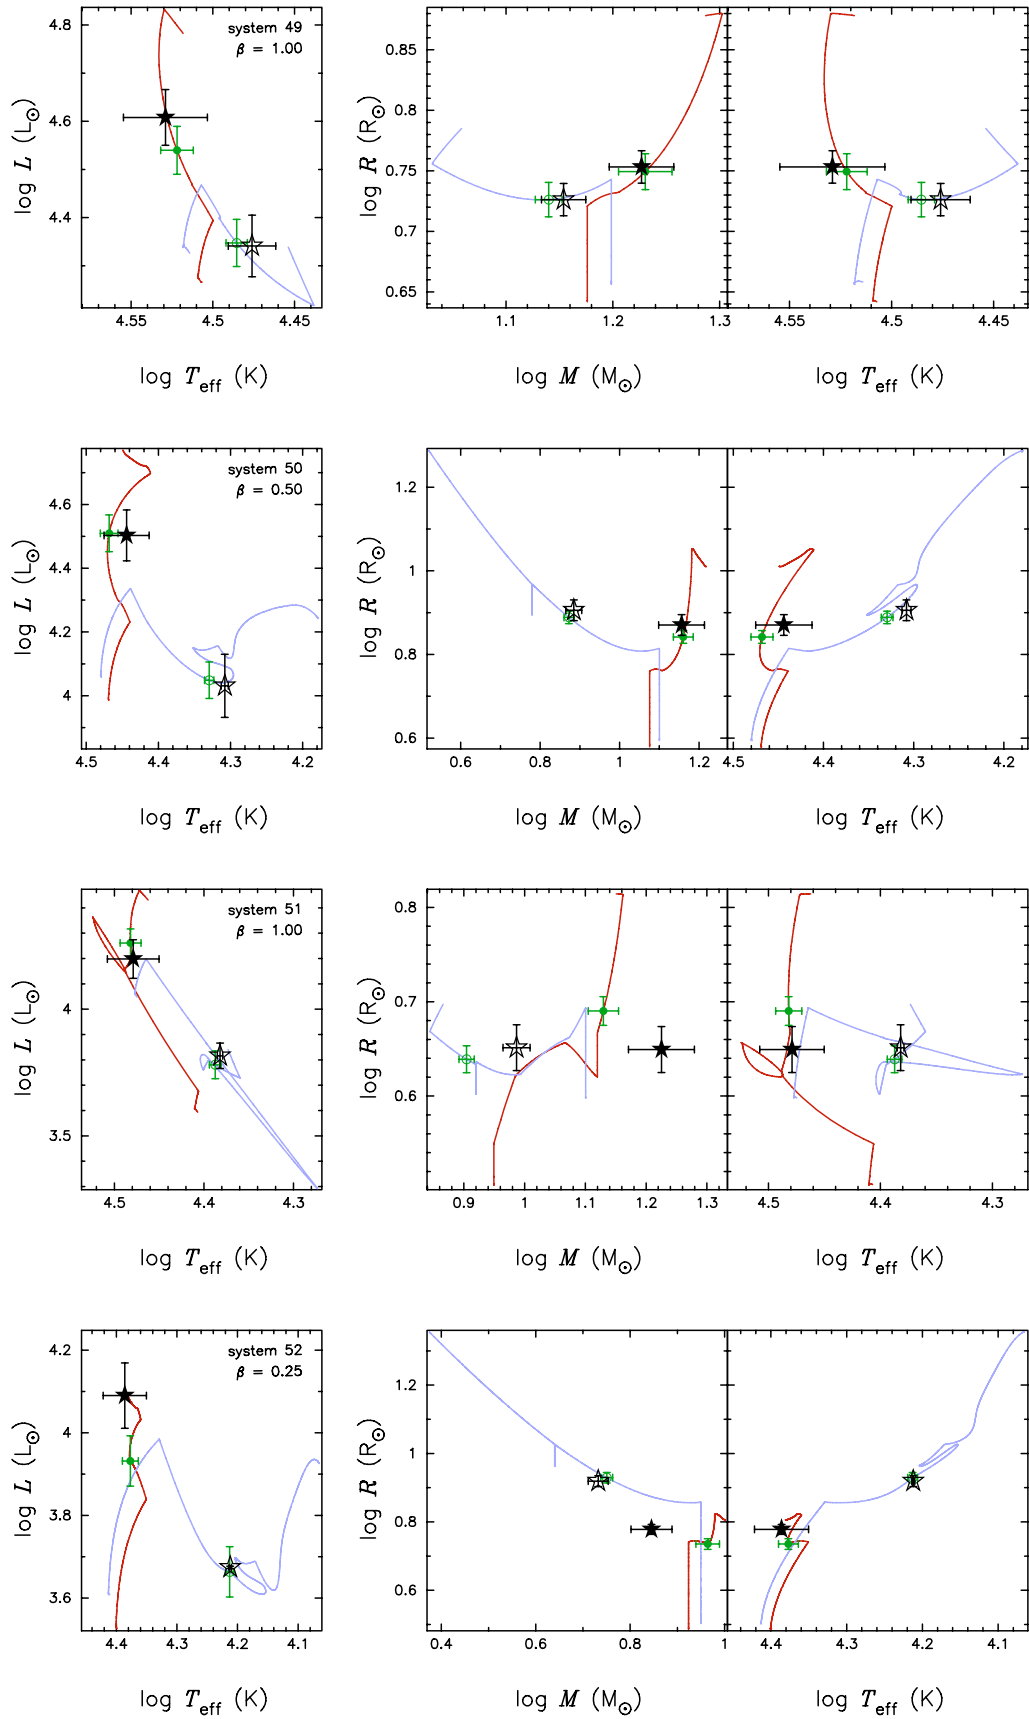 4.8
4.6
4.4
log L (L⊙)
system 49
β = 1.00
4.55
4.5
4.45
log Teff (K)
0.85
0.8
0.75
0.7
0.65
log R (R⊙)
1.1
1.2
1.3
log M (M⊙)
4.55
4.5
4.45
log Teff (K)
4.6
4.4
4.2
4
log L (L⊙)
system 50
β = 0.50
4.5
4.4
4.3
4.2
log Teff (K)
1.2
1
0.8
0.6
log R (R⊙)
0.6
0.8
1
1.2
log M (M⊙)
4.5
4.4
4.3
4.2
log Teff (K)
4
3.5
log L (L⊙)
system 51
β = 1.00
4.5
4.4
4.3
log Teff (K)
0.8
0.7
0.6
log R (R⊙)
0.9
1
1.1
1.2
1.3
log M (M⊙)
4.5
4.4
4.3
log Teff (K)
4.2
4
3.8
3.6
log L (L⊙)
system 52
β = 0.25
4.4
4.3
4.2
4.1
log Teff (K)
1.2
1
0.8
0.6
log R (R⊙)
0.4
0.6
0.8
1
log M (M⊙)
4.4
4.3
4.2
4.1
log Teff (K)